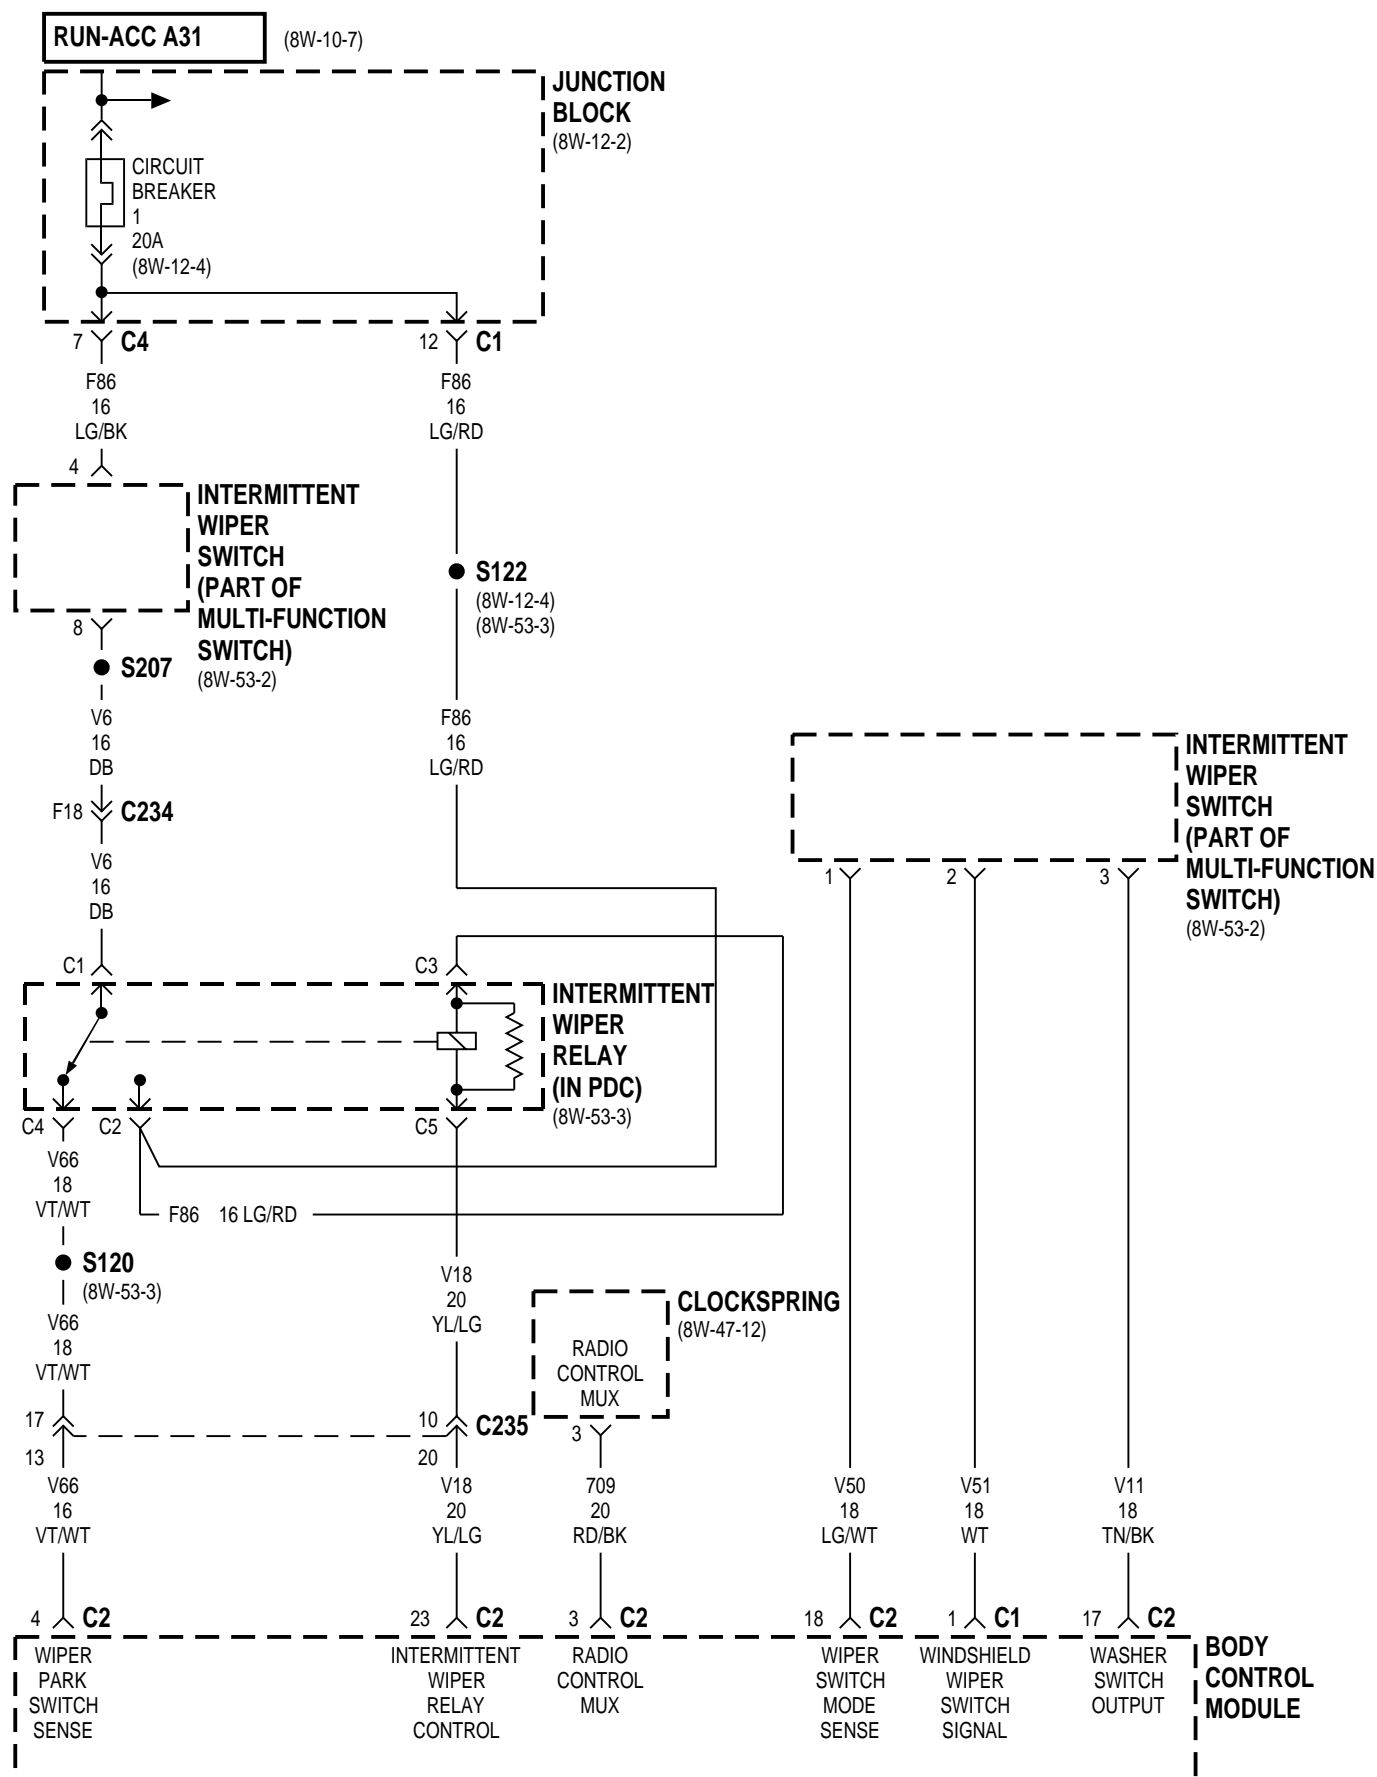 RUN-ACC A31 (8W-10-7)
JUNCTION
BLOCK
(8W-12-2)
CIRCUIT
BREAKER
1
20A
(8W-12-4)
7 C4
12 C1
F86
16
LG/BK
F86
16
LG/RD
4
INTERMITTENT
WIPER
SWITCH
(PART OF
MULTI-FUNCTION
SWITCH)
(8W-53-2)
8
S207
S122
(8W-12-4)
(8W-53-3)
V6
16
DB
F86
16
LG/RD
F18 C234
V6
16
DB
INTERMITTENT
WIPER
SWITCH
(PART OF
MULTI-FUNCTION
SWITCH)
(8W-53-2)
1 2 3
C1 C3
INTERMITTENT
WIPER
RELAY
(IN PDC)
(8W-53-3)
C4 C2 C5
V66
18
VT/WT
F86 16 LG/RD
S120
(8W-53-3)
V66
18
VT/WT
V18
20
YL/LG
CLOCKSPRING
(8W-47-12)
RADIO
CONTROL
MUX
17 10 C235
3
13 20
V66
16
VT/WT
V18
20
YL/LG
709
20
RD/BK
V50
18
LG/WT
V51
18
WT
V11
18
TN/BK
4 C2
23 C2
3 C2
18 C2
1 C1
17 C2
WIPER
PARK
SWITCH
SENSE
INTERMITTENT
WIPER
RELAY
CONTROL
RADIO
CONTROL
MUX
WIPER
SWITCH
MODE
SENSE
WINDSHIELD
WIPER
SWITCH
SIGNAL
WASHER
SWITCH
OUTPUT
BODY
CONTROL
MODULE